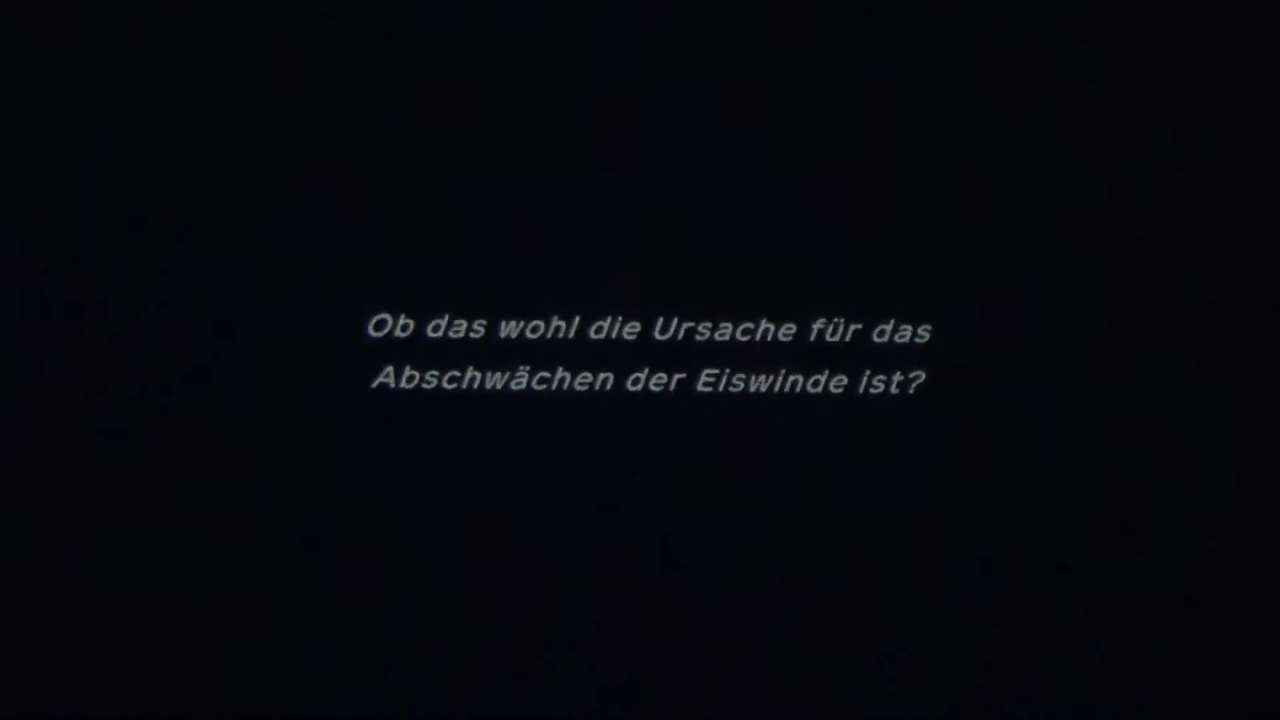 Ob das wohl die Ursache für das
Abschwächen der Eiswinde ist?